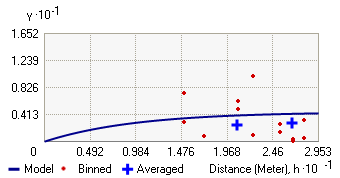 γ ·10⁻¹
1.652
1.239
0.826
0.413
0 0.492 0.984 1.476 1.968 2.461 2.953
Model Binned Averaged Distance (Meter), h ·10⁻¹